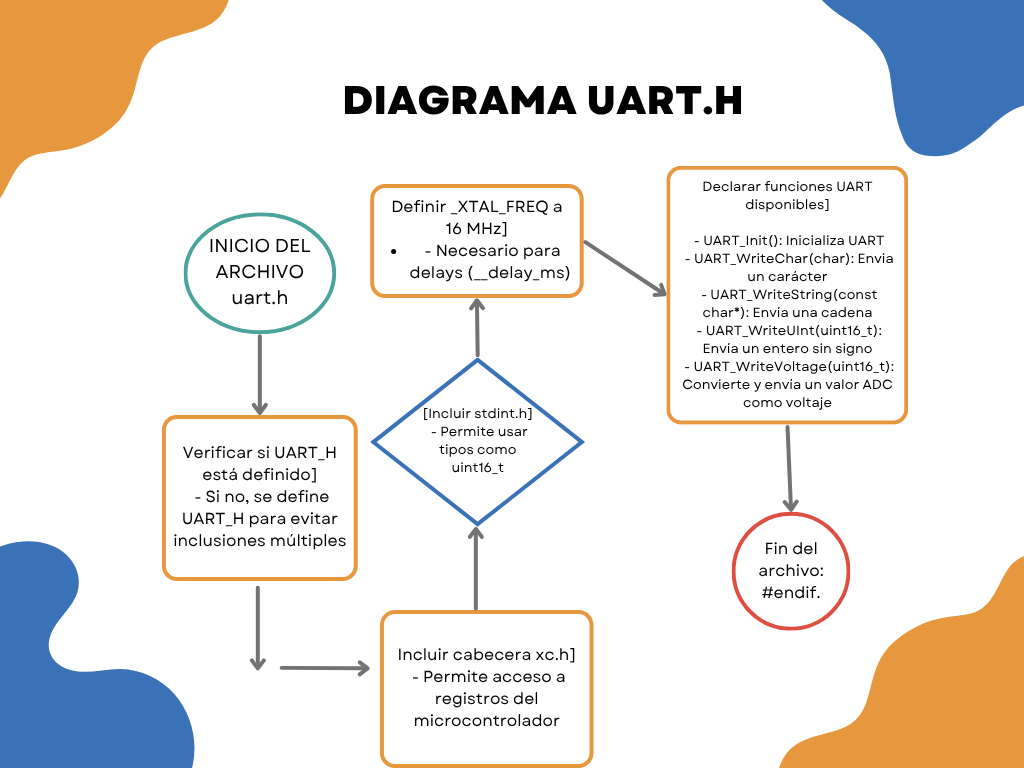 DIAGRAMA UART.H
INICIO DEL
ARCHIVO
uart.h
Verificar si UART_H
está definido]
- Si no, se define
UART_H para evitar
inclusiones múltiples
Incluir cabecera xc.h]
- Permite acceso a
registros del
microcontrolador
[Incluir stdint.h]
- Permite usar
tipos como
uint16_t
Definir _XTAL_FREQ a
16 MHz]
• - Necesario para
delays (__delay_ms)
Declarar funciones UART
disponibles]
- UART_Init(): Inicializa UART
- UART_WriteChar(char): Envia
un carácter
- UART_WriteString(const
char*): Envia una cadena
- UART_WriteUInt(uint16_t):
Envia un entero sin signo
- UART_WriteVoltage(uint16_t):
Convierte y envia un valor ADC
como voltaje
Fin del
archivo:
#endif.